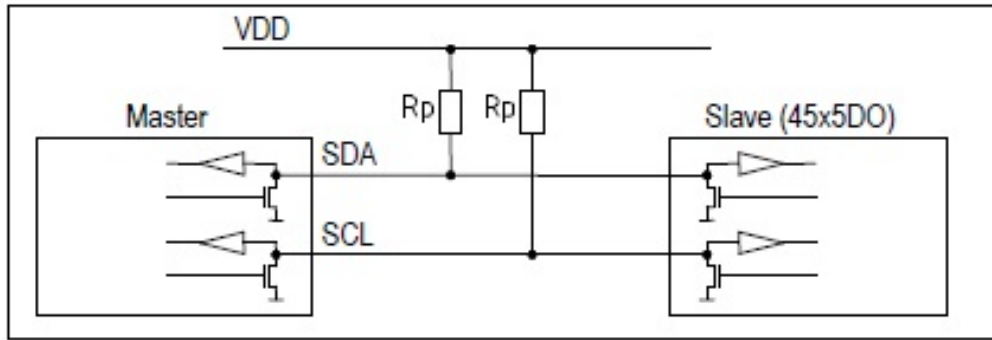 VDD
Rp Rp
Master
Slave (45x5DO)
SDA
SCL